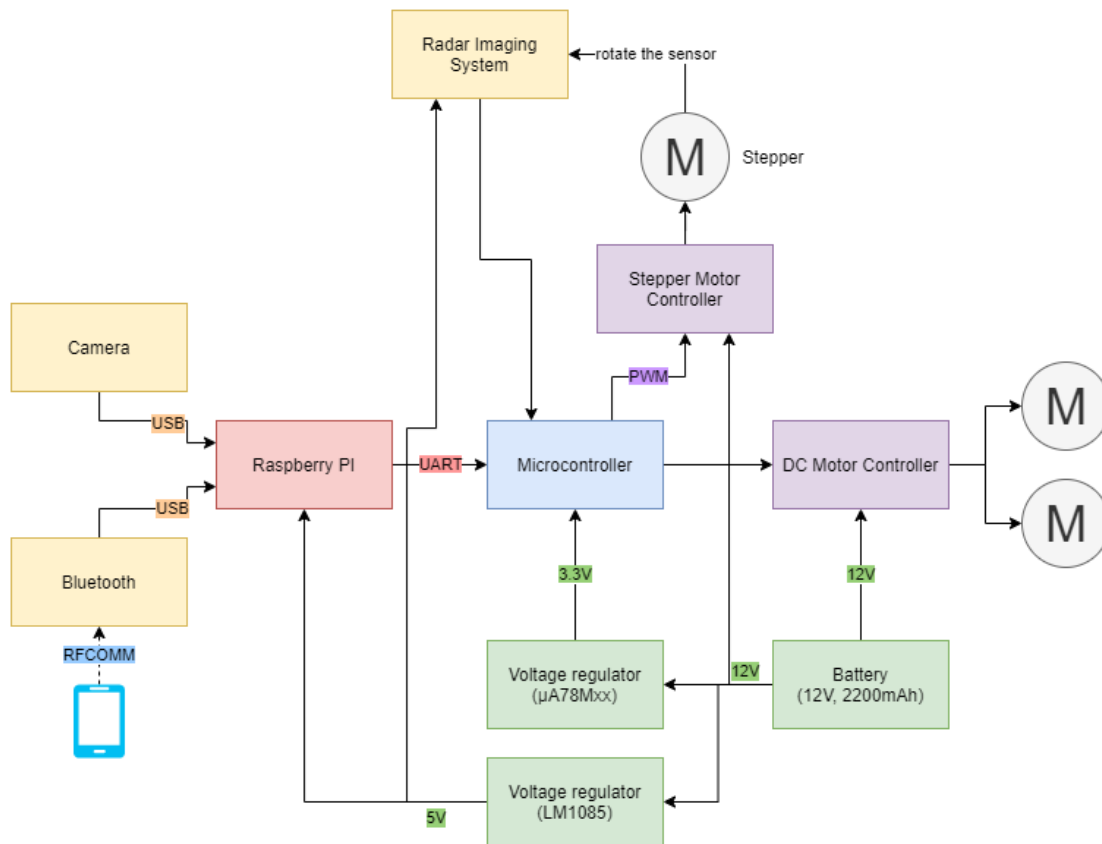 Radar Imaging
System
rotate the sensor
M
Stepper
Stepper Motor
Controller
Camera
PWM
USB
M
Raspberry PI
UART
Microcontroller
DC Motor Controller
USB
M
Bluetooth
3.3V
12V
RFCOMM
Voltage regulator
(µA78Mxx)
12V
Battery
(12V, 2200mAh)
Voltage regulator
(LM1085)
5V